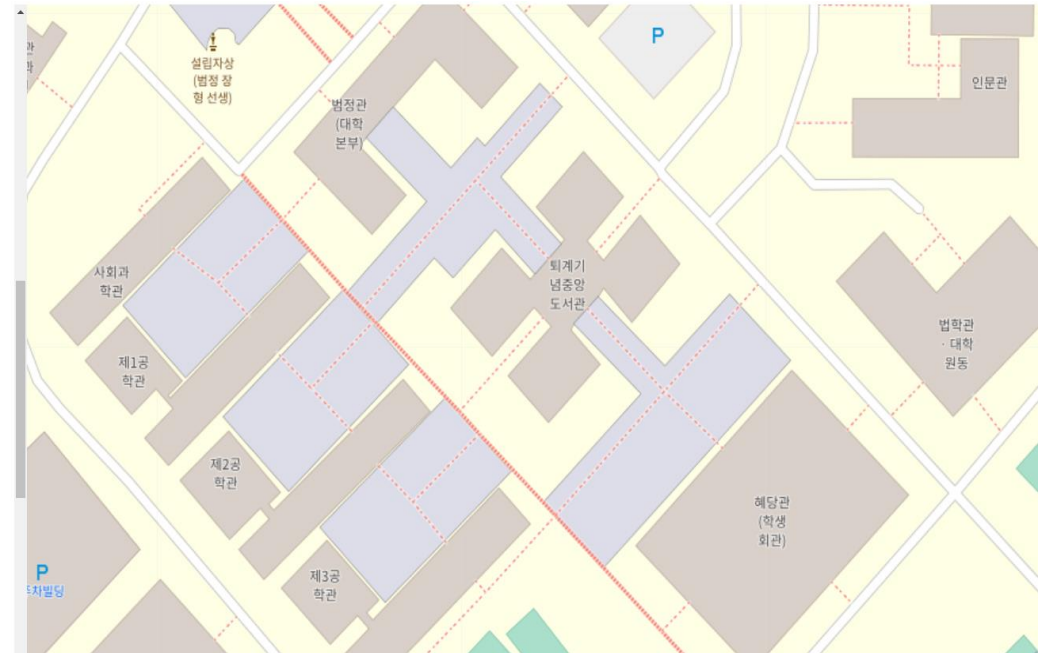 설립자상
(범정 장
형 선생)
P
인문관
범정관
(대학
본부)
사회과
학관
퇴계기
념중앙
도서관
제1공
학관
법학관
· 대학
원동
제2공
학관
혜당관
(학생
회관)
제3공
학관
P
주차빌딩